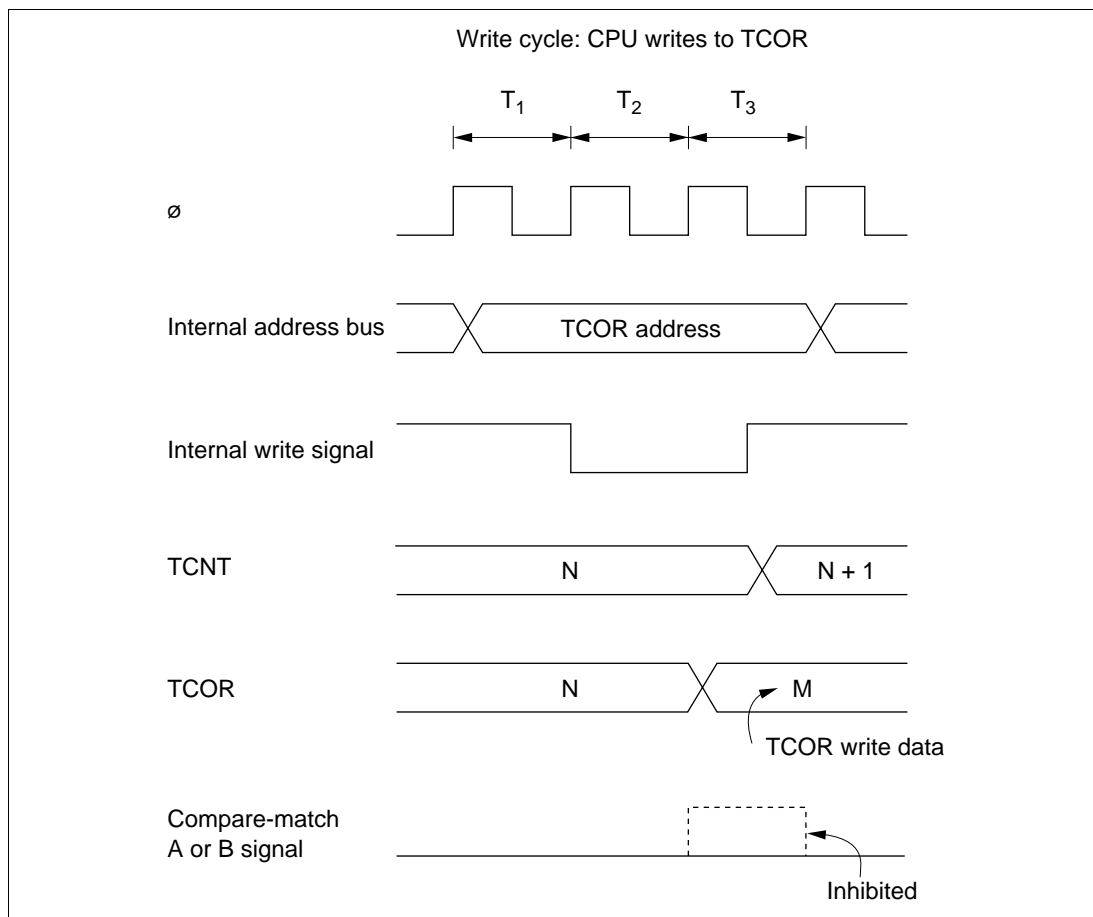 Write cycle: CPU writes to TCOR
T1 T2 T3
ø
Internal address bus
TCOR address
Internal write signal
TCNT
N
N + 1
TCOR
N
M
TCOR write data
Compare-match
A or B signal
Inhibited